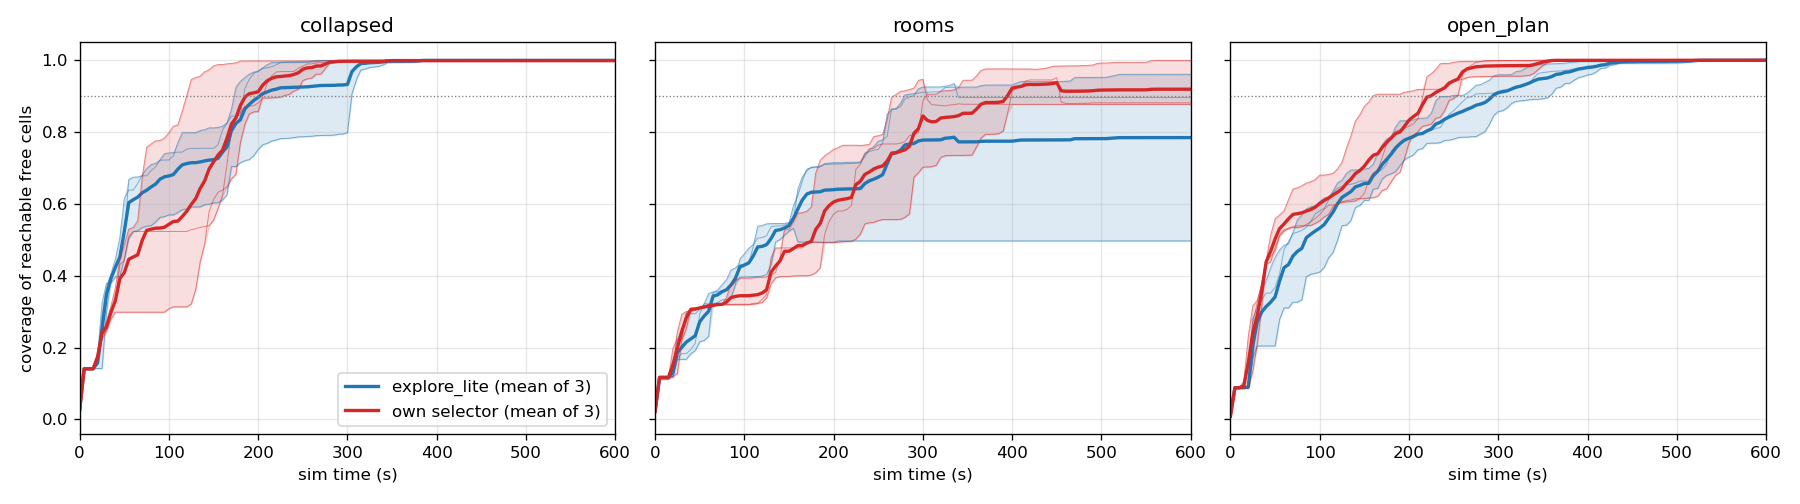 collapsed
rooms
open_plan
coverage of reachable free cells
1.0
0.8
0.6
0.4
0.2
0.0
explore_lite (mean of 3)
own selector (mean of 3)
0 100 200 300 400 500 600
0 100 200 300 400 500 600
0 100 200 300 400 500 600
sim time (s)
sim time (s)
sim time (s)